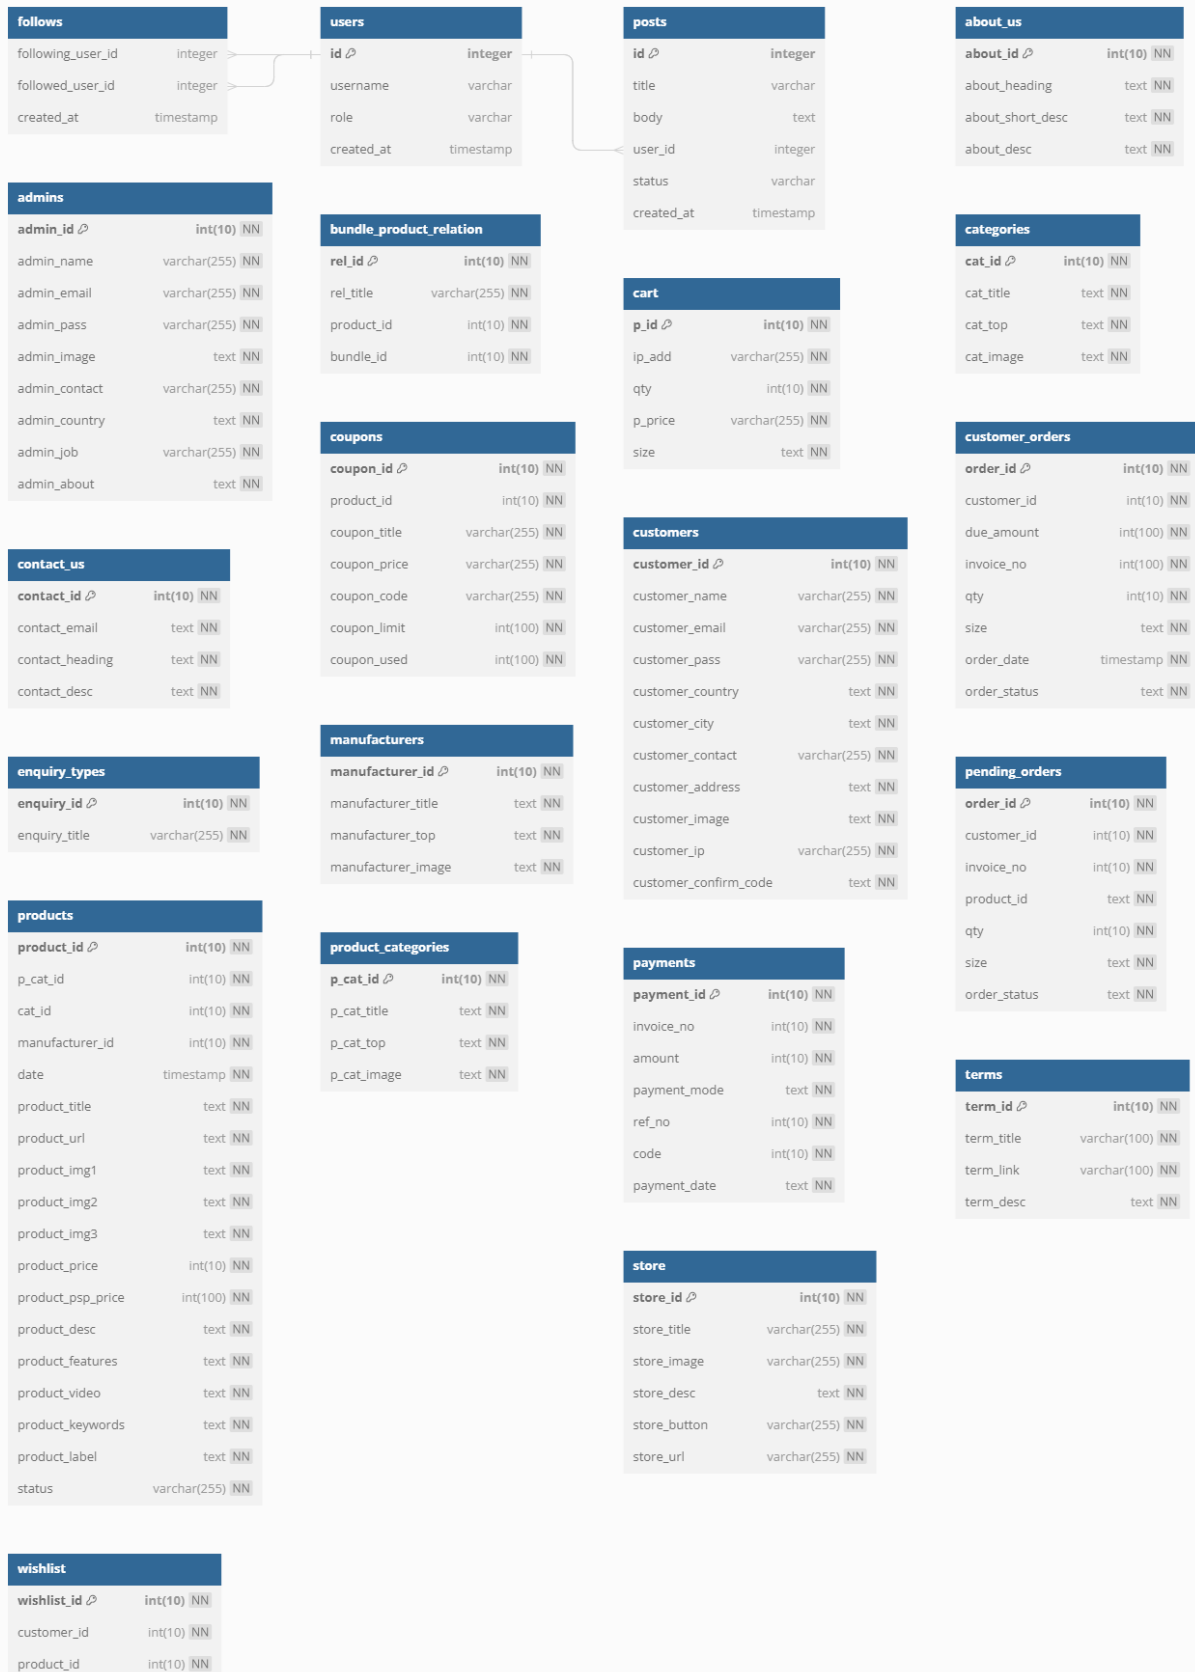 follows
following_user_id integer
followed_user_id integer
created_at timestamp
users
id integer
username varchar
role varchar
created_at timestamp
posts
id integer
title varchar
body text
user_id integer
status varchar
created_at timestamp
about_us
about_id int(10) NN
about_heading text NN
about_short_desc text NN
about_desc text NN
admins
admin_id int(10) NN
admin_name varchar(255) NN
admin_email varchar(255) NN
admin_pass varchar(255) NN
admin_image text NN
admin_contact varchar(255) NN
admin_country text NN
admin_job varchar(255) NN
admin_about text NN
bundle_product_relation
rel_id int(10) NN
rel_title varchar(255) NN
product_id int(10) NN
bundle_id int(10) NN
cart
p_id int(10) NN
ip_add varchar(255) NN
qty int(10) NN
p_price varchar(255) NN
size text NN
categories
cat_id int(10) NN
cat_title text NN
cat_top text NN
cat_image text NN
contact_us
contact_id int(10) NN
contact_email text NN
contact_heading text NN
contact_desc text NN
coupons
coupon_id int(10) NN
product_id int(10) NN
coupon_title varchar(255) NN
coupon_price varchar(255) NN
coupon_code varchar(255) NN
coupon_limit int(100) NN
coupon_used int(100) NN
customers
customer_id int(10) NN
customer_name varchar(255) NN
customer_email varchar(255) NN
customer_pass varchar(255) NN
customer_country text NN
customer_city text NN
customer_contact varchar(255) NN
customer_address text NN
customer_image text NN
customer_ip varchar(255) NN
customer_confirm_code text NN
customer_orders
order_id int(10) NN
customer_id int(10) NN
due_amount int(100) NN
invoice_no int(100) NN
qty int(10) NN
size text NN
order_date timestamp NN
order_status text NN
enquiry_types
enquiry_id int(10) NN
enquiry_title varchar(255) NN
manufacturers
manufacturer_id int(10) NN
manufacturer_title text NN
manufacturer_top text NN
manufacturer_image text NN
payments
payment_id int(10) NN
invoice_no int(10) NN
amount int(10) NN
payment_mode text NN
ref_no int(10) NN
code int(10) NN
payment_date text NN
pending_orders
order_id int(10) NN
customer_id int(10) NN
invoice_no int(10) NN
product_id text NN
qty int(10) NN
size text NN
order_status text NN
products
product_id int(10) NN
p_cat_id int(10) NN
cat_id int(10) NN
manufacturer_id int(10) NN
date timestamp NN
product_title text NN
product_url text NN
product_img1 text NN
product_img2 text NN
product_img3 text NN
product_price int(10) NN
product_psp_price int(100) NN
product_desc text NN
product_features text NN
product_video text NN
product_keywords text NN
product_label text NN
status varchar(255) NN
product_categories
p_cat_id int(10) NN
p_cat_title text NN
p_cat_top text NN
p_cat_image text NN
store
store_id int(10) NN
store_title varchar(255) NN
store_image varchar(255) NN
store_desc text NN
store_button varchar(255) NN
store_url varchar(255) NN
terms
term_id int(10) NN
term_title varchar(100) NN
term_link varchar(100) NN
term_desc text NN
wishlist
wishlist_id int(10) NN
customer_id int(10) NN
product_id int(10) NN